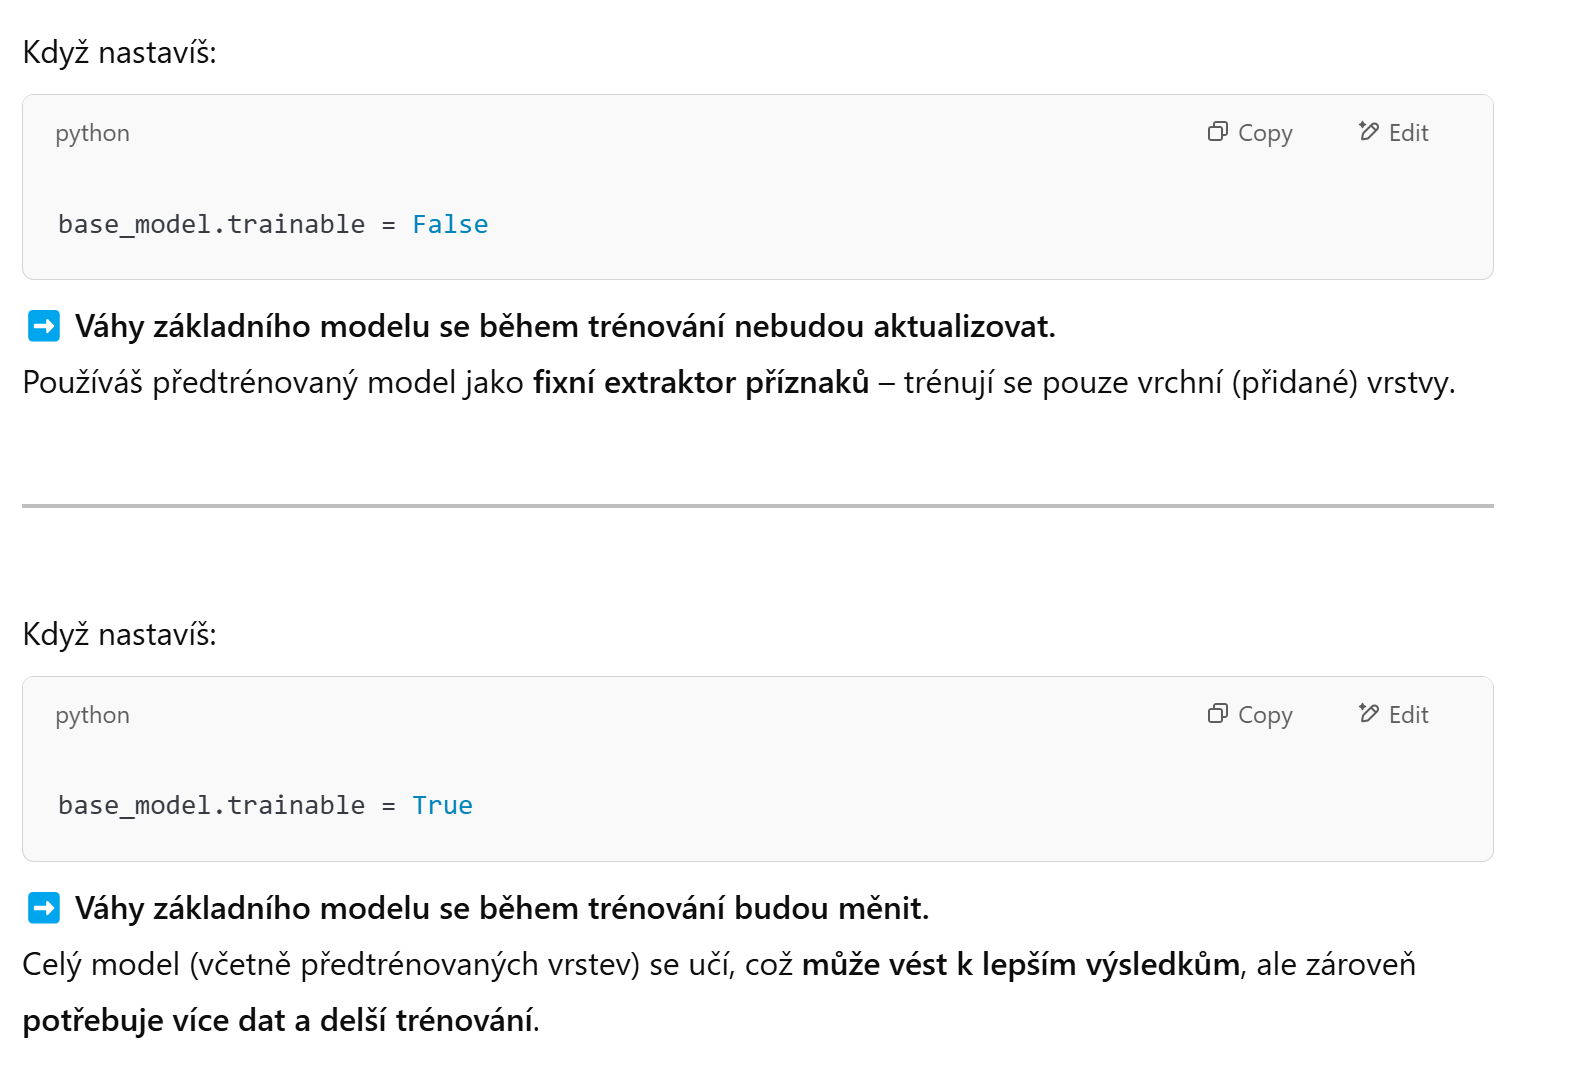 Když nastavíš:
python
Copy
Edit
base_model.trainable = False
➡ Váhy základního modelu se během trénování nebudou aktualizovat.
Používáš předtrénovaný model jako fixní extraktor příznaků – trénují se pouze vrchní (přidané) vrstvy.
Když nastavíš:
python
Copy
Edit
base_model.trainable = True
➡ Váhy základního modelu se během trénování budou měnit.
Celý model (včetně předtrénovaných vrstev) se učí, což může vést k lepším výsledkům, ale zároveň
potřebuje více dat a delší trénování.